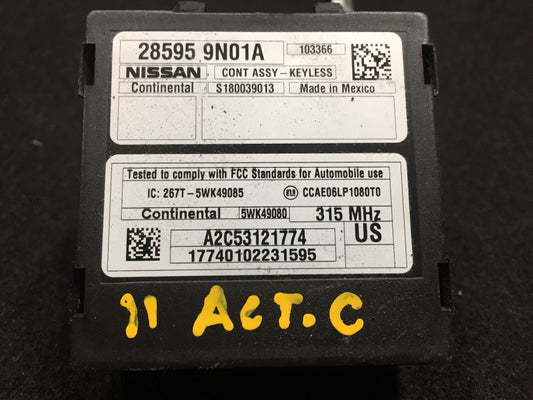 28595 9N01A 103366
NISSAN CONT ASSY-KEYLESS
Continental S180039013 Made in Mexico
Tested to comply with FCC Standards for Automobile use
IC: 267T-5WK49085 CCAE06LP1080T0
Continental 5WK49080 315 MHz
A2C53121774 US
17740102231595
11 ACT.C